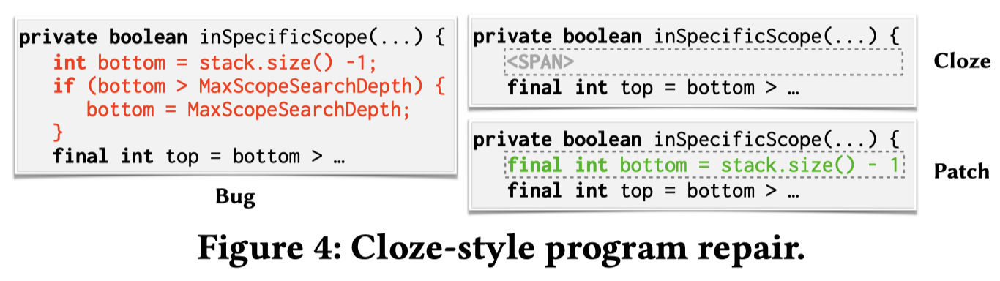 private boolean inSpecificScope(...) {
int bottom = stack.size() -1;
if (bottom > MaxScopeSearchDepth) {
bottom = MaxScopeSearchDepth;
}
final int top = bottom > …
Bug
private boolean inSpecificScope(...) {
<SPAN>
final int top = bottom > …
Cloze
private boolean inSpecificScope(...) {
final int bottom = stack.size() - 1;
final int top = bottom > …
Patch
Figure 4: Cloze-style program repair.